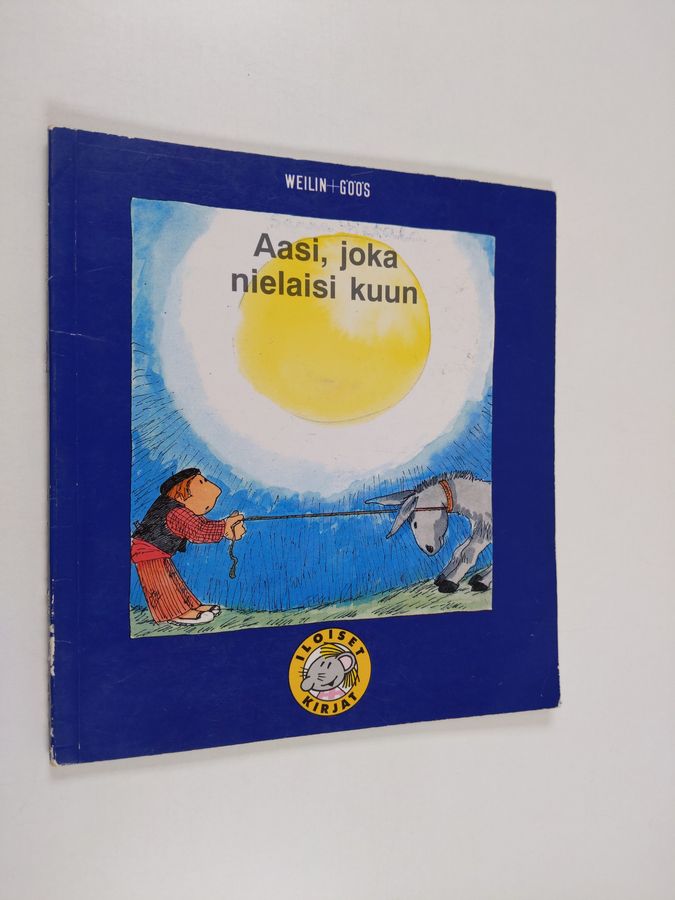 WEILIN+GÖÖS
Aasi, joka
nielaisi kuun
ILOISET
KIRJAT